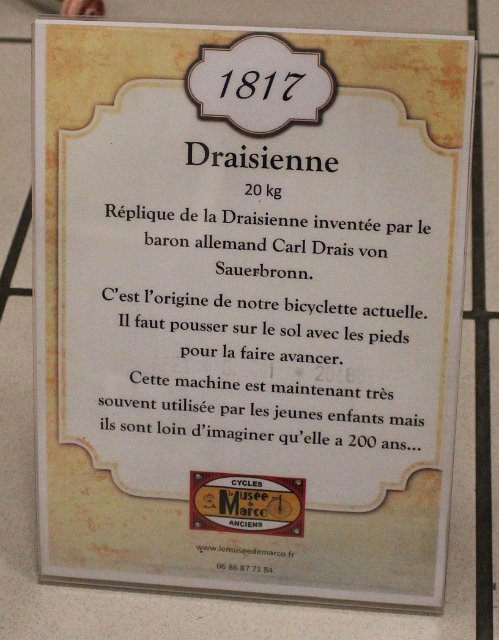 1817
Draisienne
20 kg
Réplique de la Draisienne inventée par le
baron allemand Carl Drais von
Sauerbronn.
C'est l'origine de notre bicyclette actuelle.
Il faut pousser sur le sol avec les pieds
pour la faire avancer.
Cette machine est maintenant très
souvent utilisée par les jeunes enfants mais
ils sont loin d'imaginer qu'elle a 200 ans...
CYCLES
le Musée
de Marco
ANCIENS
www.lemuseedemarco.fr
06 86 87 71 84